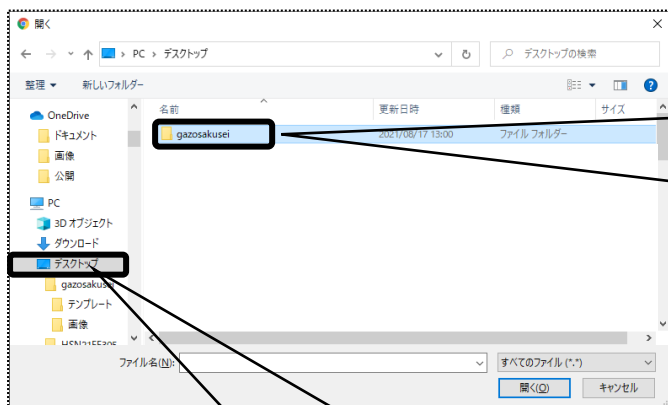 開く
PC › デスクトップ
デスクトップの検索
整理 新しいフォルダー
名前 更新日時 種類 サイズ
gazosakusei 2021/08/17 13:00 ファイル フォルダー
OneDrive
ドキュメント
画像
公開
PC
3D オブジェクト
ダウンロード
デスクトップ
gazosakusei
テンプレート
画像
HSN21FF305
ファイル名(N):
すべてのファイル (*.*)
開く(O) キャンセル